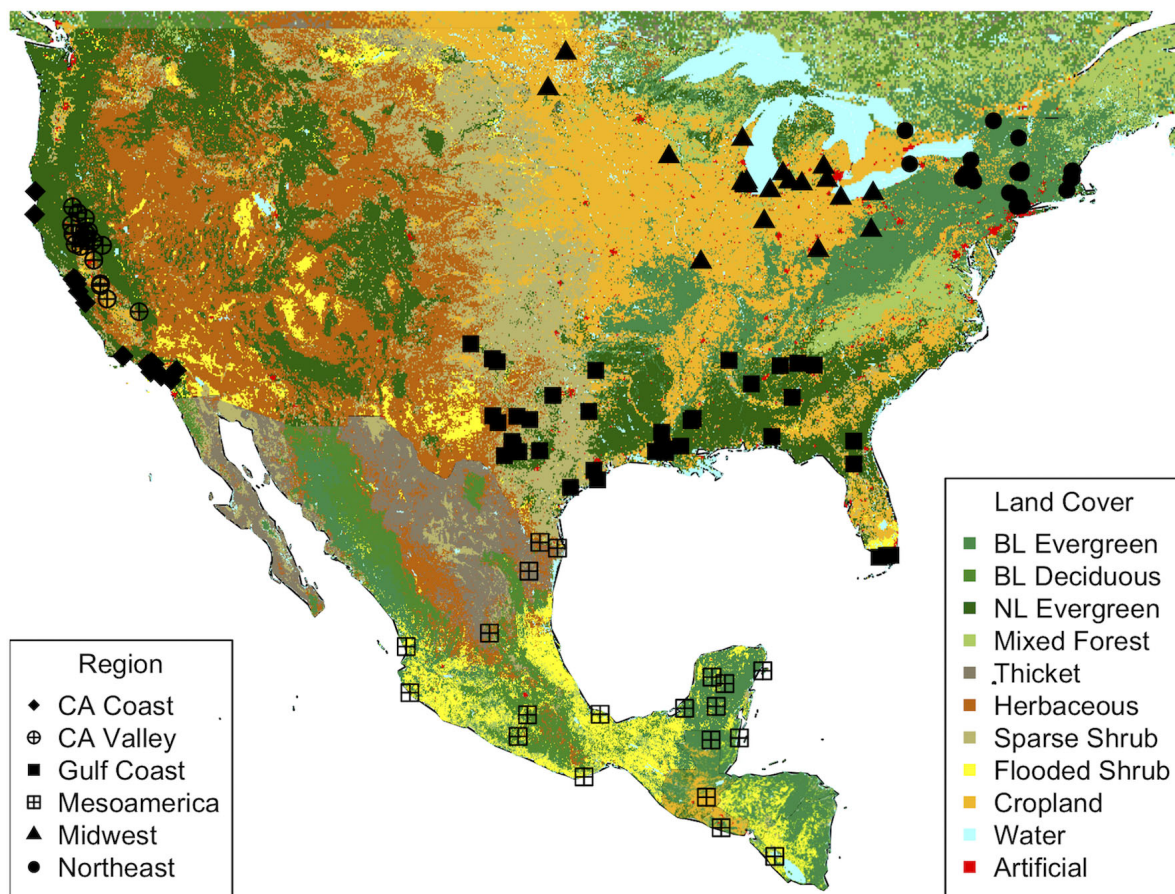 Region
CA Coast
CA Valley
Gulf Coast
Mesoamerica
Midwest
Northeast
Land Cover
BL Evergreen
BL Deciduous
NL Evergreen
Mixed Forest
Thicket
Herbaceous
Sparse Shrub
Flooded Shrub
Cropland
Water
Artificial